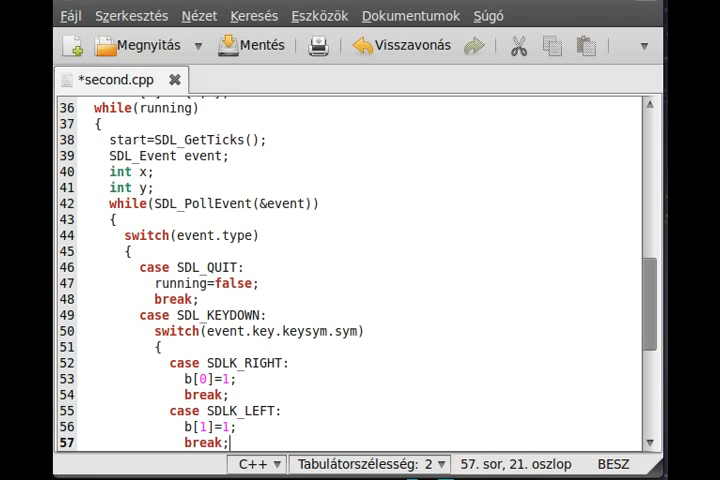 Fájl Szerkesztés Nézet Keresés Eszközök Dokumentumok Súgó
Megnyitás Mentés Visszavonás
*second.cpp
36 while(running)
37 {
38 start=SDL_GetTicks();
39 SDL_Event event;
40 int x;
41 int y;
42 while(SDL_PollEvent(&event))
43 {
44 switch(event.type)
45 {
46 case SDL_QUIT:
47 running=false;
48 break;
49 case SDL_KEYDOWN:
50 switch(event.key.keysym.sym)
51 {
52 case SDLK_RIGHT:
53 b[0]=1;
54 break;
55 case SDLK_LEFT:
56 b[1]=1;
57 break;
C++ Tabulátorszélesség: 2 57. sor, 21. oszlop BESZ